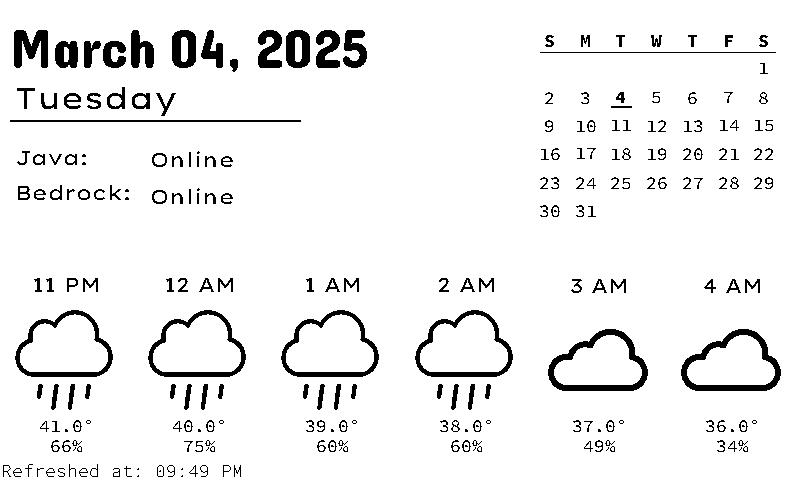 March 04, 2025
Tuesday
Java: Online
Bedrock: Online
S M T W T F S
1
2 3 4 5 6 7 8
9 10 11 12 13 14 15
16 17 18 19 20 21 22
23 24 25 26 27 28 29
30 31
11 PM 12 AM 1 AM 2 AM 3 AM 4 AM
41.0° 40.0° 39.0° 38.0° 37.0° 36.0°
66% 75% 60% 60% 49% 34%
Refreshed at: 09:49 PM